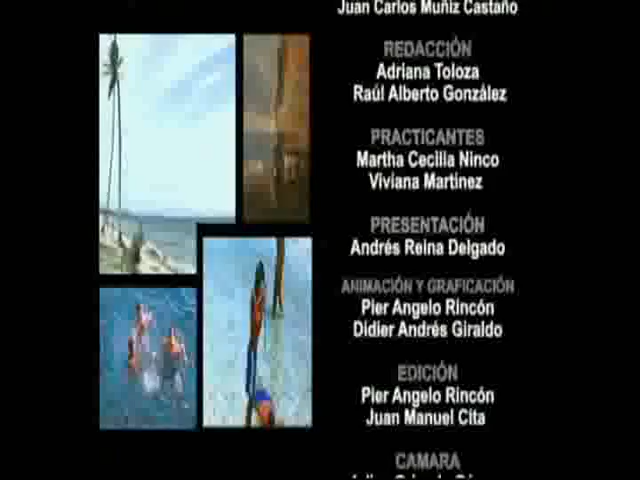 Juan Carlos Muñiz Castaño
REDACCIÓN
Adriana Toloza
Raúl Alberto González
PRACTICANTES
Martha Cecilia Ninco
Viviana Martinez
PRESENTACIÓN
Andrés Reina Delgado
ANIMACIÓN Y GRAFICACIÓN
Pier Angelo Rincón
Didier Andrés Giraldo
EDICIÓN
Pier Angelo Rincón
Juan Manuel Cita
CAMARA